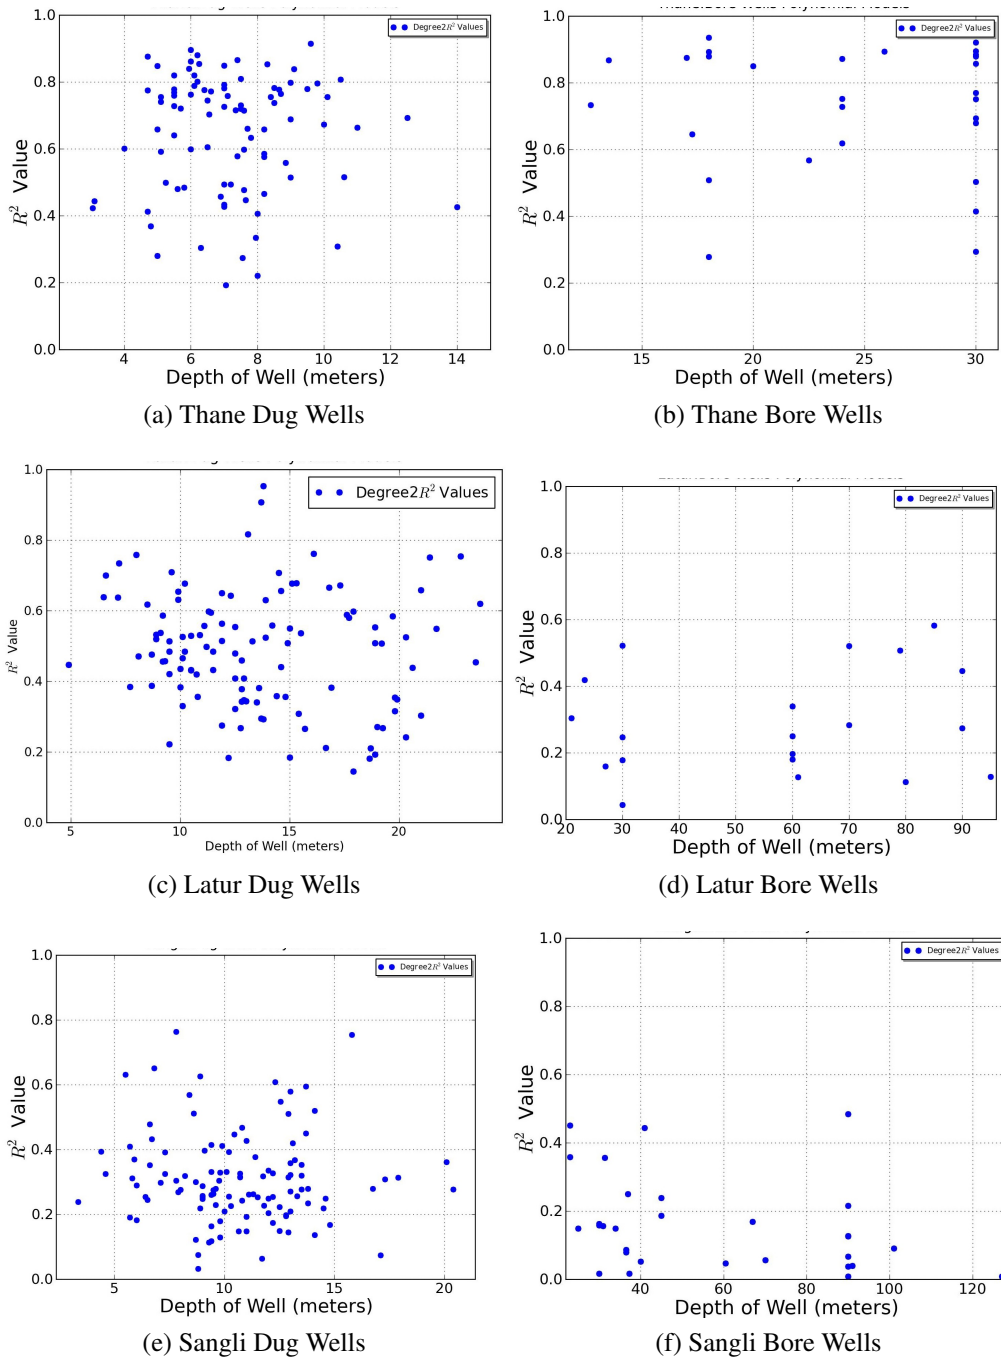 1.0
0.8
0.6
0.4
0.2
0.0
R² Value
Degree2R² Values
4 6 8 10 12 14
Depth of Well (meters)
(a) Thane Dug Wells
1.0
0.8
0.6
0.4
0.2
0.0
R² Value
Degree2R² Values
15 20 25 30
Depth of Well (meters)
(b) Thane Bore Wells
1.0
0.8
0.6
0.4
0.2
0.0
R² Value
Degree2R² Values
5 10 15 20
Depth of Well (meters)
(c) Latur Dug Wells
1.0
0.8
0.6
0.4
0.2
0.0
R² Value
Degree2R² Values
20 30 40 50 60 70 80 90
Depth of Well (meters)
(d) Latur Bore Wells
1.0
0.8
0.6
0.4
0.2
0.0
R² Value
Degree2R² Values
5 10 15 20
Depth of Well (meters)
(e) Sangli Dug Wells
1.0
0.8
0.6
0.4
0.2
0.0
R² Value
Degree2R² Values
40 60 80 100 120
Depth of Well (meters)
(f) Sangli Bore Wells